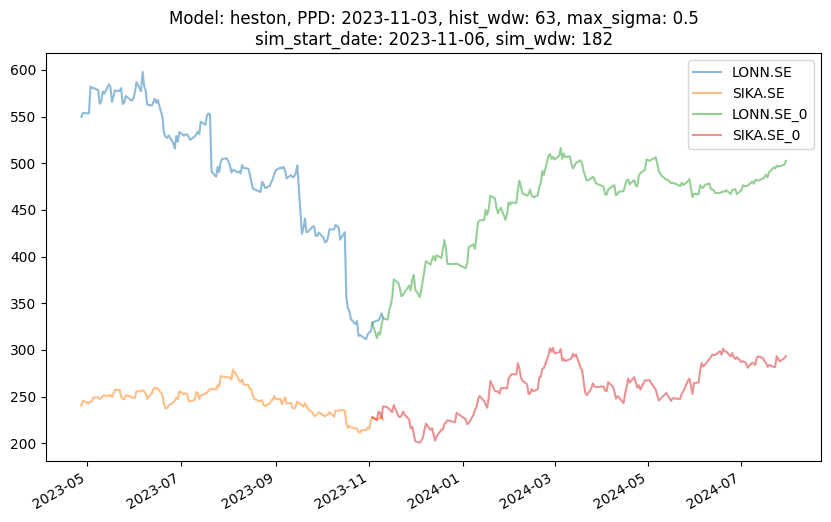 Model: heston, PPD: 2023-11-03, hist_wdw: 63, max_sigma: 0.5
sim_start_date: 2023-11-06, sim_wdw: 182
LONN.SE
SIKA.SE
LONN.SE_0
SIKA.SE_0
600
550
500
450
400
350
300
250
200
2023-05
2023-07
2023-09
2023-11
2024-01
2024-03
2024-05
2024-07